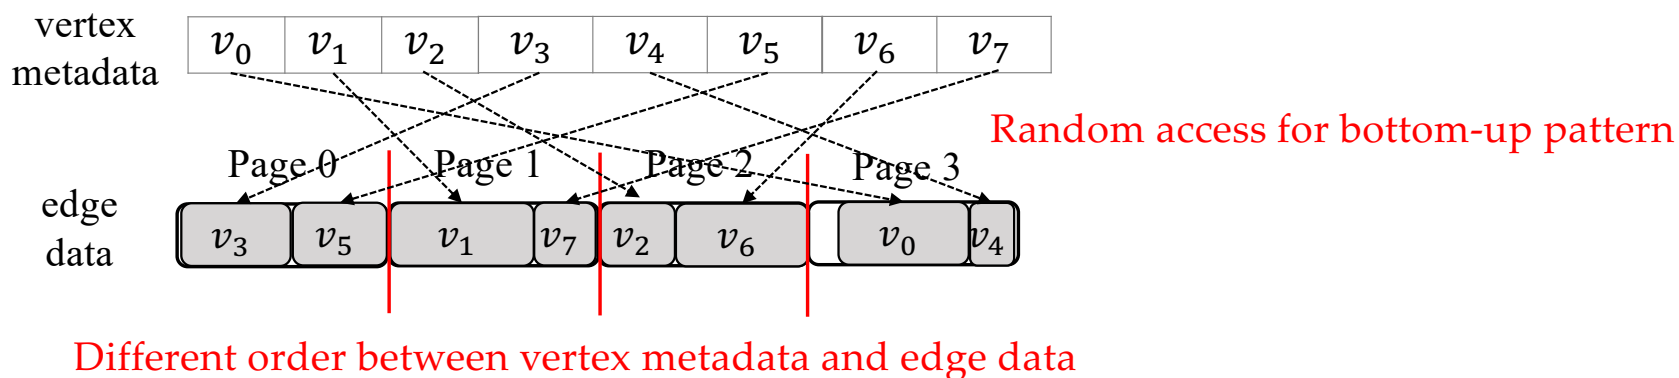 vertex metadata
v₀ v₁ v₂ v₃ v₄ v₅ v₆ v₇
Random access for bottom-up pattern
Page 0 Page 1 Page 2 Page 3
edge data
v₃ v₅ v₁ v₇ v₂ v₆ v₀ v₄
Different order between vertex metadata and edge data